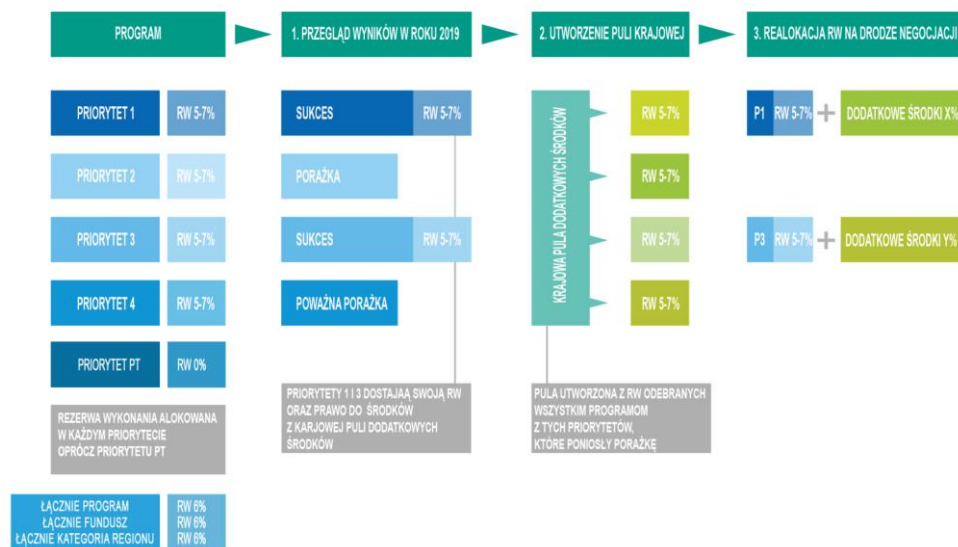 PROGRAM
1. PRZEGLĄD WYNIKÓW W ROKU 2019
2. UTWORZENIE PULI KRAJOWEJ
3. REALOKACJA RW NA DRODZE NEGOCJACJI
PRIORYTET 1
RW 5-7%
PRIORYTET 2
RW 5-7%
PRIORYTET 3
RW 5-7%
PRIORYTET 4
RW 5-7%
PRIORYTET PT
RW 0%
REZERWA WYKONANIA ALOKOWANA
W KAŻDYM PRIORYTECIE
OPRÓCZ PRIORYTETU PT
ŁĄCZNIE PROGRAM
RW 6%
ŁĄCZNIE FUNDUSZ
RW 6%
ŁĄCZNIE KATEGORIA REGIONU
RW 6%
SUKCES
RW 5-7%
PORAŻKA
SUKCES
RW 5-7%
POWAŻNA PORAŻKA
PRIORYTETY 1 I 3 DOSTAJAĄ SWOJĄ RW
ORAZ PRAWO DO ŚRODKÓW
Z KARJOWEJ PULI DODATKOWYCH
ŚRODKÓW
KRAJOWA PULA DODATKOWYCH ŚRODKÓW
RW 5-7%
RW 5-7%
RW 5-7%
RW 5-7%
PULA UTWORZONA Z RW ODEBRANYCH
WSZYSTKIM PROGRAMOM
Z TYCH PRIORYTETÓW,
KTÓRE PONIOSŁY PORAŻKĘ
P1
RW 5-7%
+
DODATKOWE ŚRODKI X%
P3
RW 5-7%
+
DODATKOWE ŚRODKI Y%